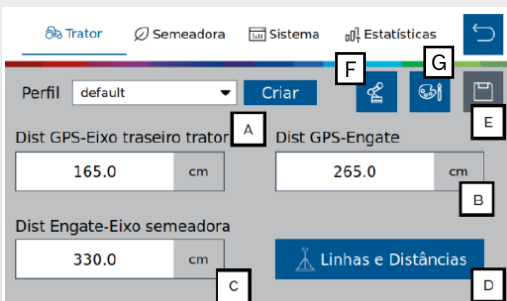 Trator Semeadora Sistema Estatísticas
F G
Perfil default Criar
E
A
Dist GPS-Eixo traseiro trator Dist GPS-Engate
165.0 cm 265.0 cm
B
Dist Engate-Eixo semeadora
330.0 cm Linhas e Distâncias
C D